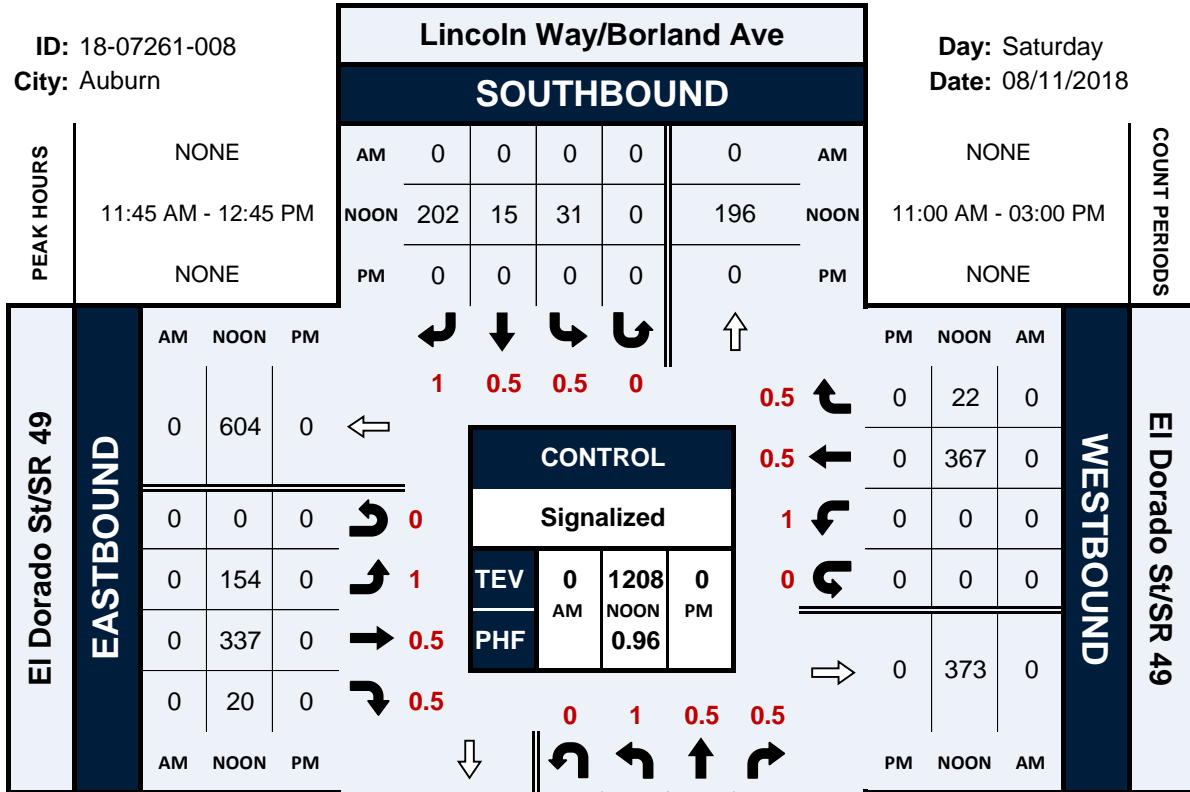 ID: 18-07261-008
City: Auburn
Lincoln Way/Borland Ave
SOUTHBOUND
Day: Saturday
Date: 08/11/2018
PEAK HOURS
NONE
11:45 AM - 12:45 PM
NONE
AM 0 0 0 0 0 AM
NOON 202 15 31 0 196 NOON
PM 0 0 0 0 0 PM
NONE
11:00 AM - 03:00 PM
NONE
COUNT PERIODS
1 0.5 0.5 0
El Dorado St/SR 49
EASTBOUND
AM NOON PM
0 604 0
0 0 0 0
0 154 0 1
0 337 0 0.5
0 20 0 0.5
AM NOON PM
CONTROL
Signalized
TEV 0 1208 0
AM NOON PM
PHF 0.96
PM NOON AM
0.5 0 22 0
0.5 0 367 0
1 0 0 0
0 0 0 0
0 373 0
PM NOON AM
WESTBOUND
El Dorado St/SR 49
0 1 0.5 0.5